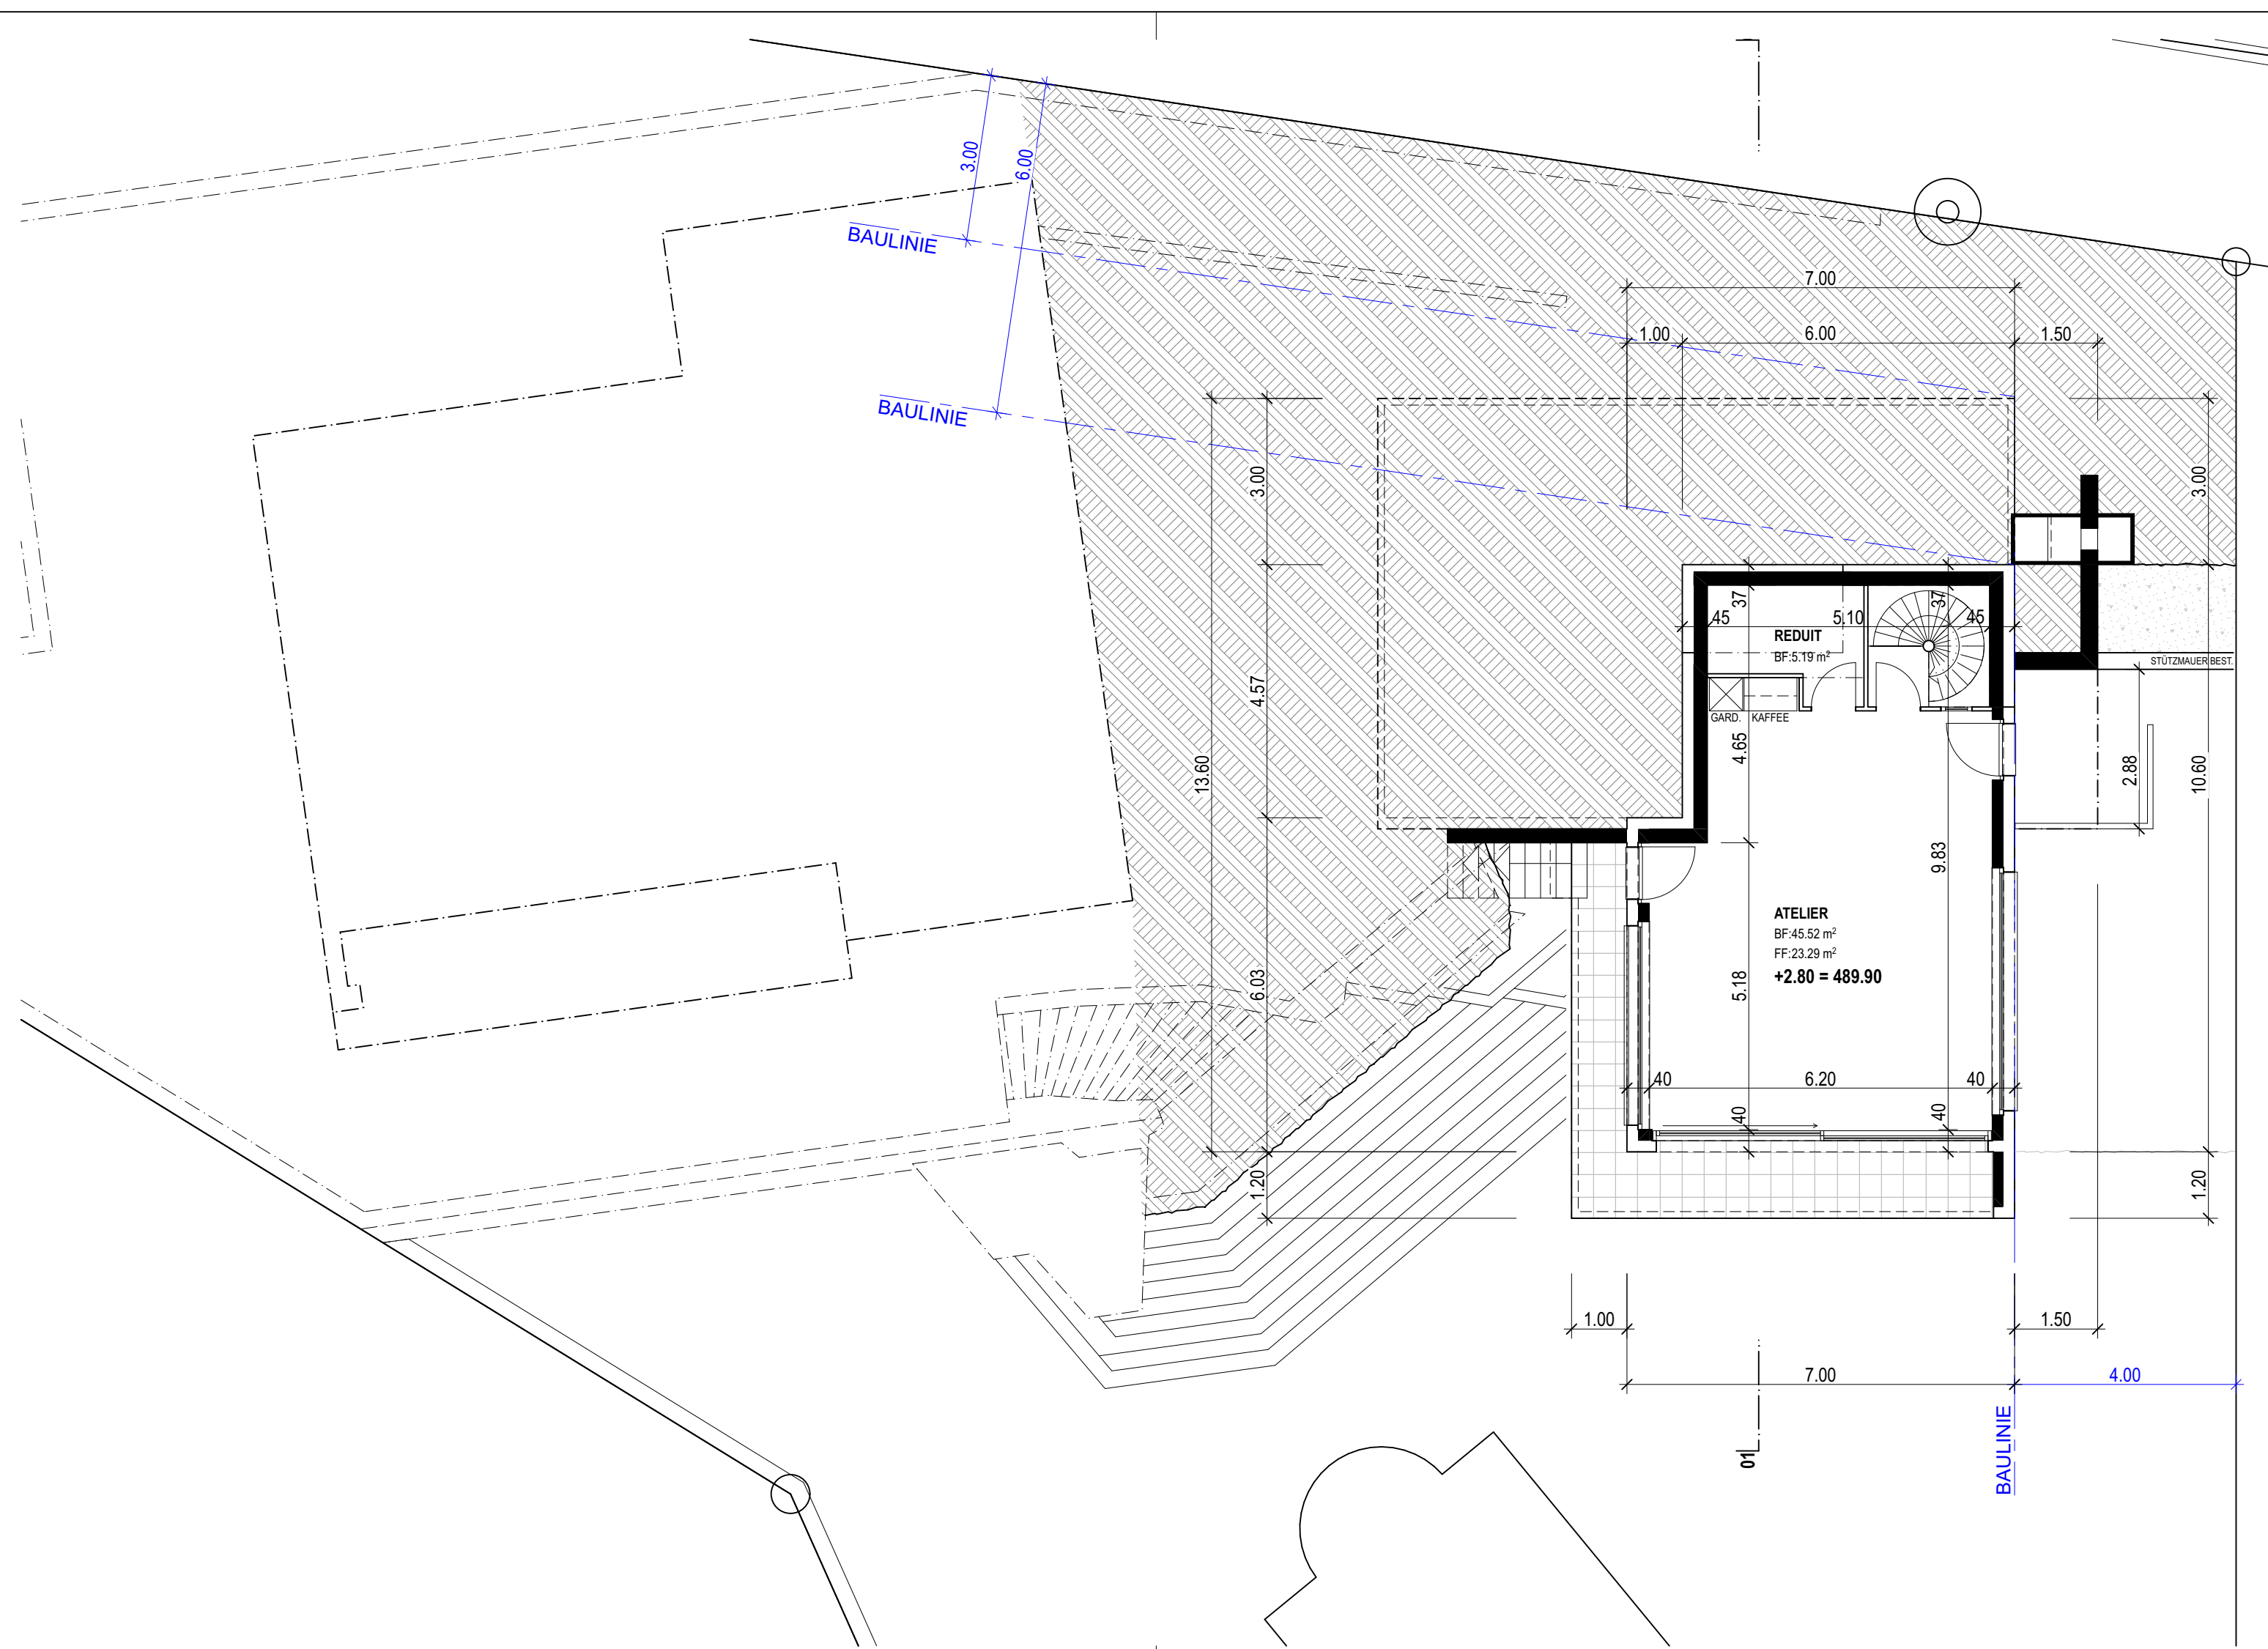 3.00
6.00
BAULINIE
BAULINIE
7.00
1.00
6.00
1.50
3.00
3.00
37
37
45
5.10
45
REDUIT
BF:5.19 m²
STÜTZMAUER BEST.
GARD.
KAFFEE
4.57
4.65
13.60
2.88
10.60
9.83
ATELIER
BF:45.52 m²
FF:23.29 m²
+2.80 = 489.90
6.03
5.18
40
6.20
40
40
40
1.20
1.20
1.00
1.50
7.00
4.00
01
BAULINIE